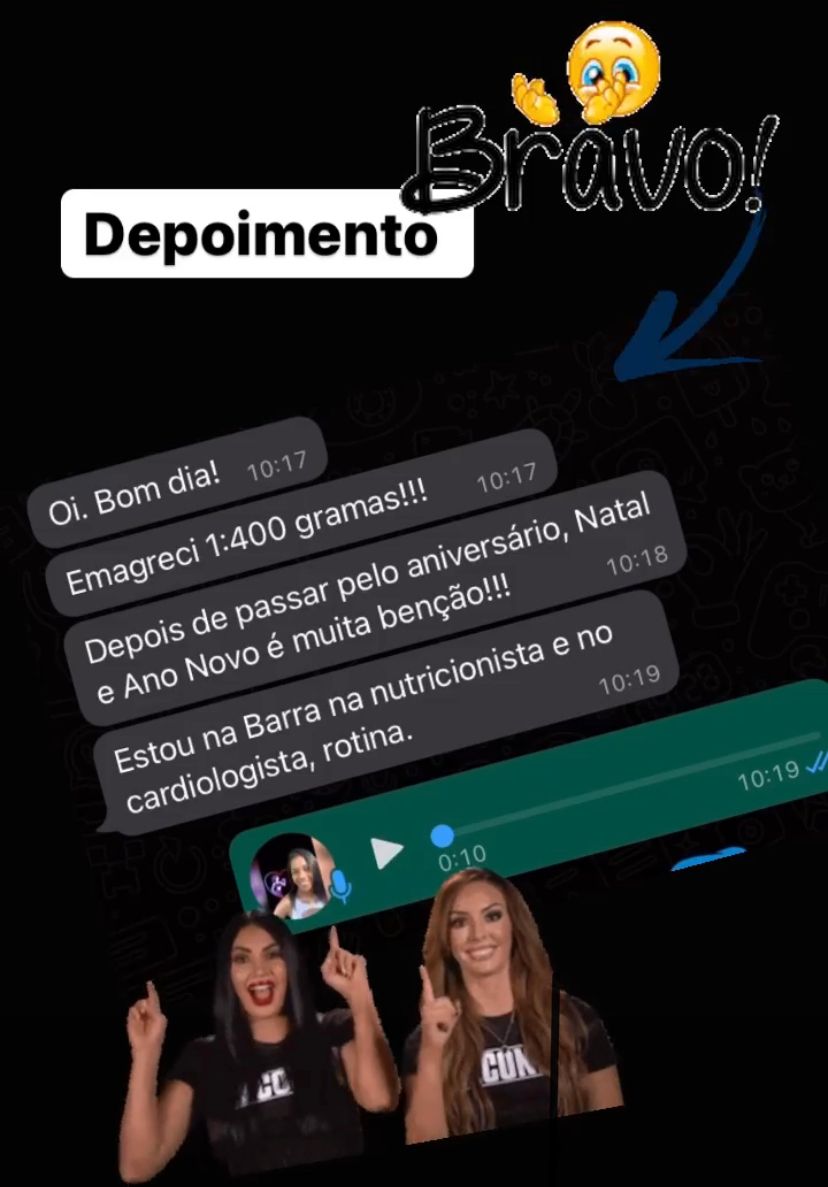 Bravo!
Depoimento
Oi. Bom dia! 10:17
Emagreci 1:400 gramas!!! 10:17
Depois de passar pelo aniversário, Natal
e Ano Novo é muita benção!!! 10:18
Estou na Barra na nutricionista e no
cardiologista, rotina. 10:19
0:10
10:19
CO
CON